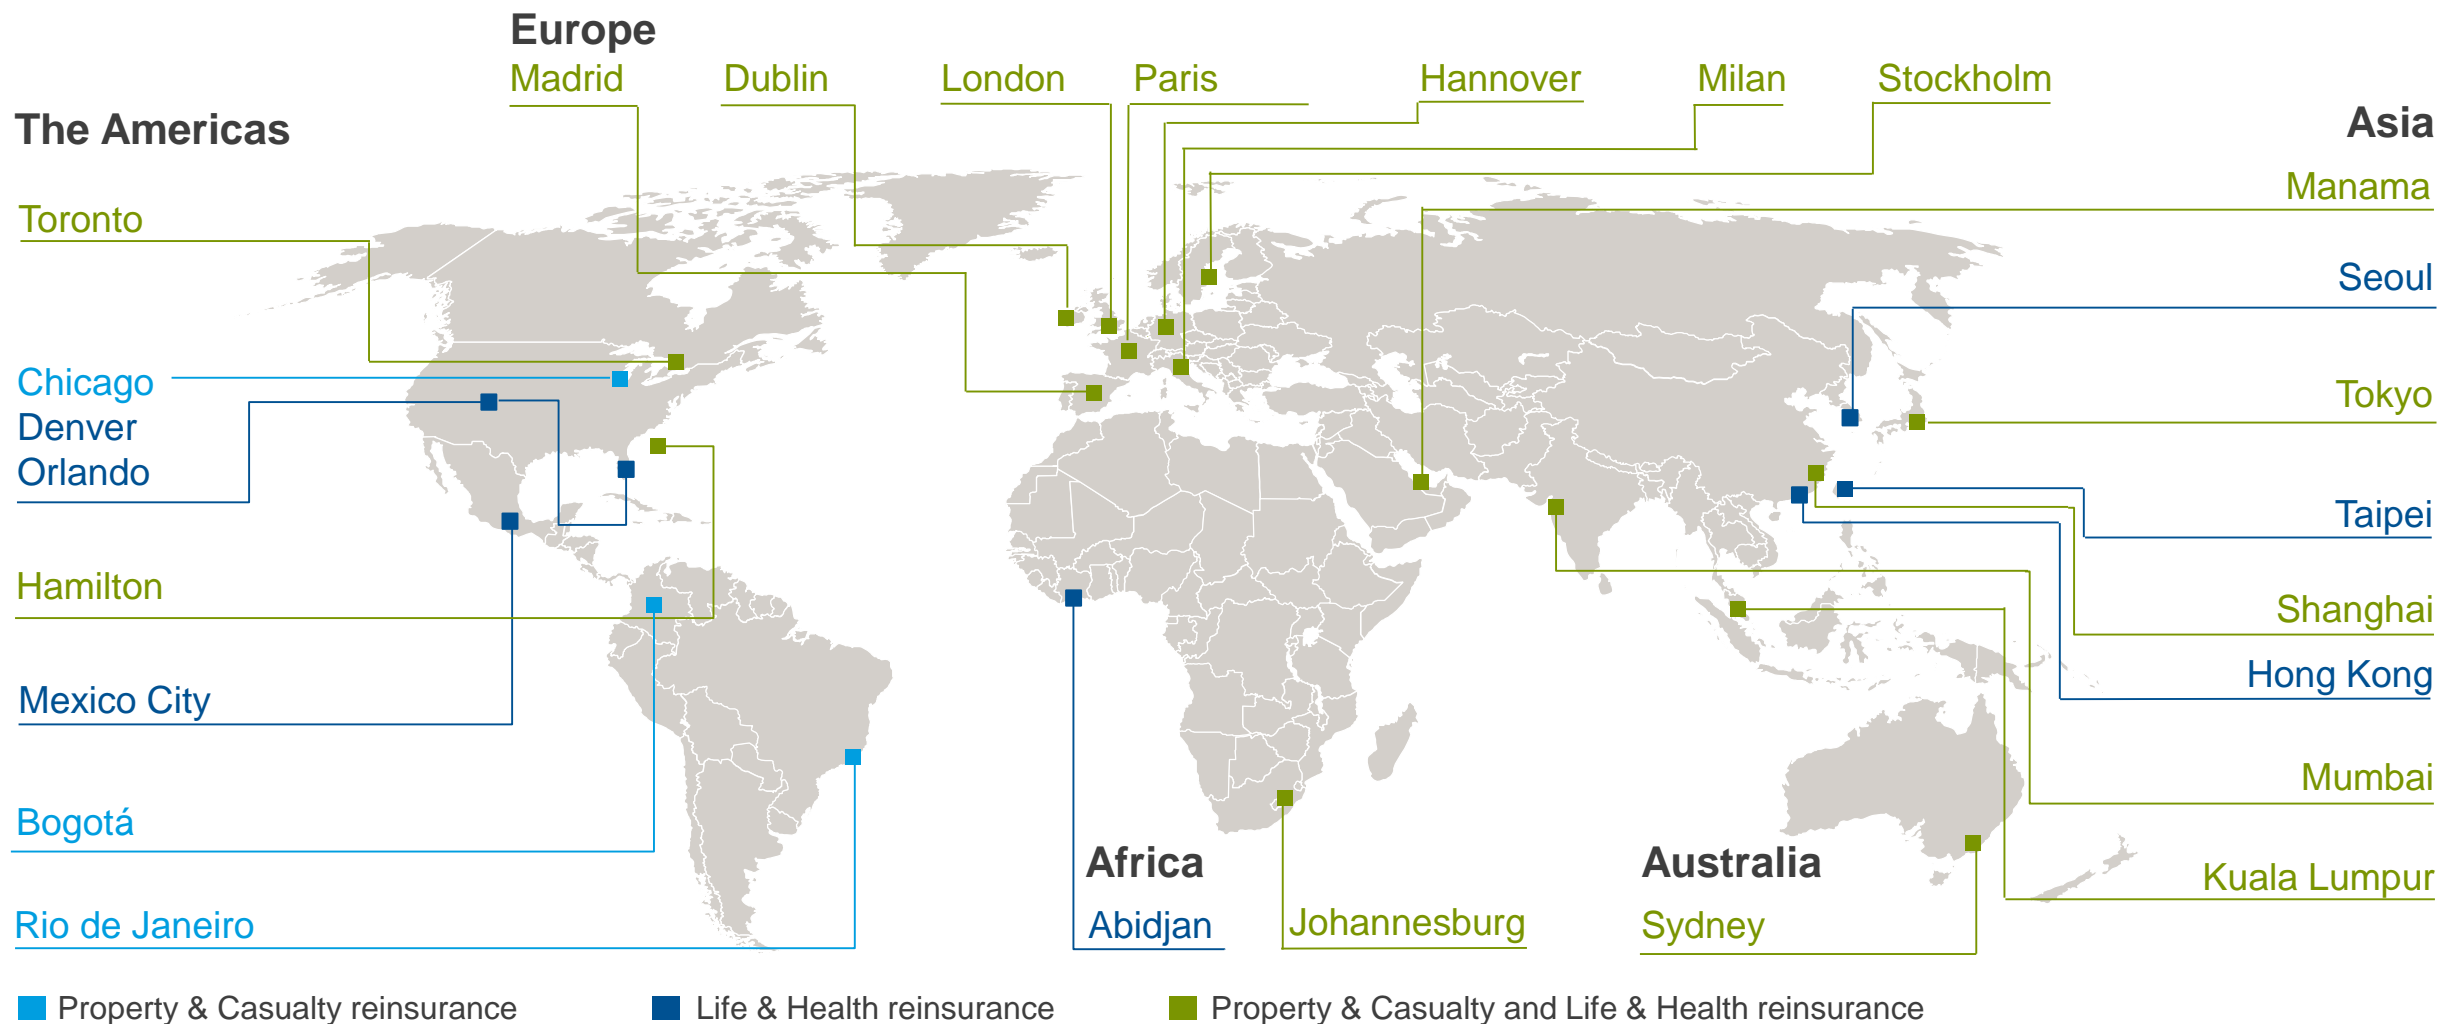 Europe
Madrid
Dublin
London
Paris
Hannover
Milan
Stockholm
The Americas
Toronto
Chicago
Denver
Orlando
Hamilton
Mexico City
Bogotá
Rio de Janeiro
Africa
Abidjan
Johannesburg
Australia
Sydney
Asia
Manama
Seoul
Tokyo
Taipei
Shanghai
Hong Kong
Mumbai
Kuala Lumpur
Property & Casualty reinsurance
Life & Health reinsurance
Property & Casualty and Life & Health reinsurance